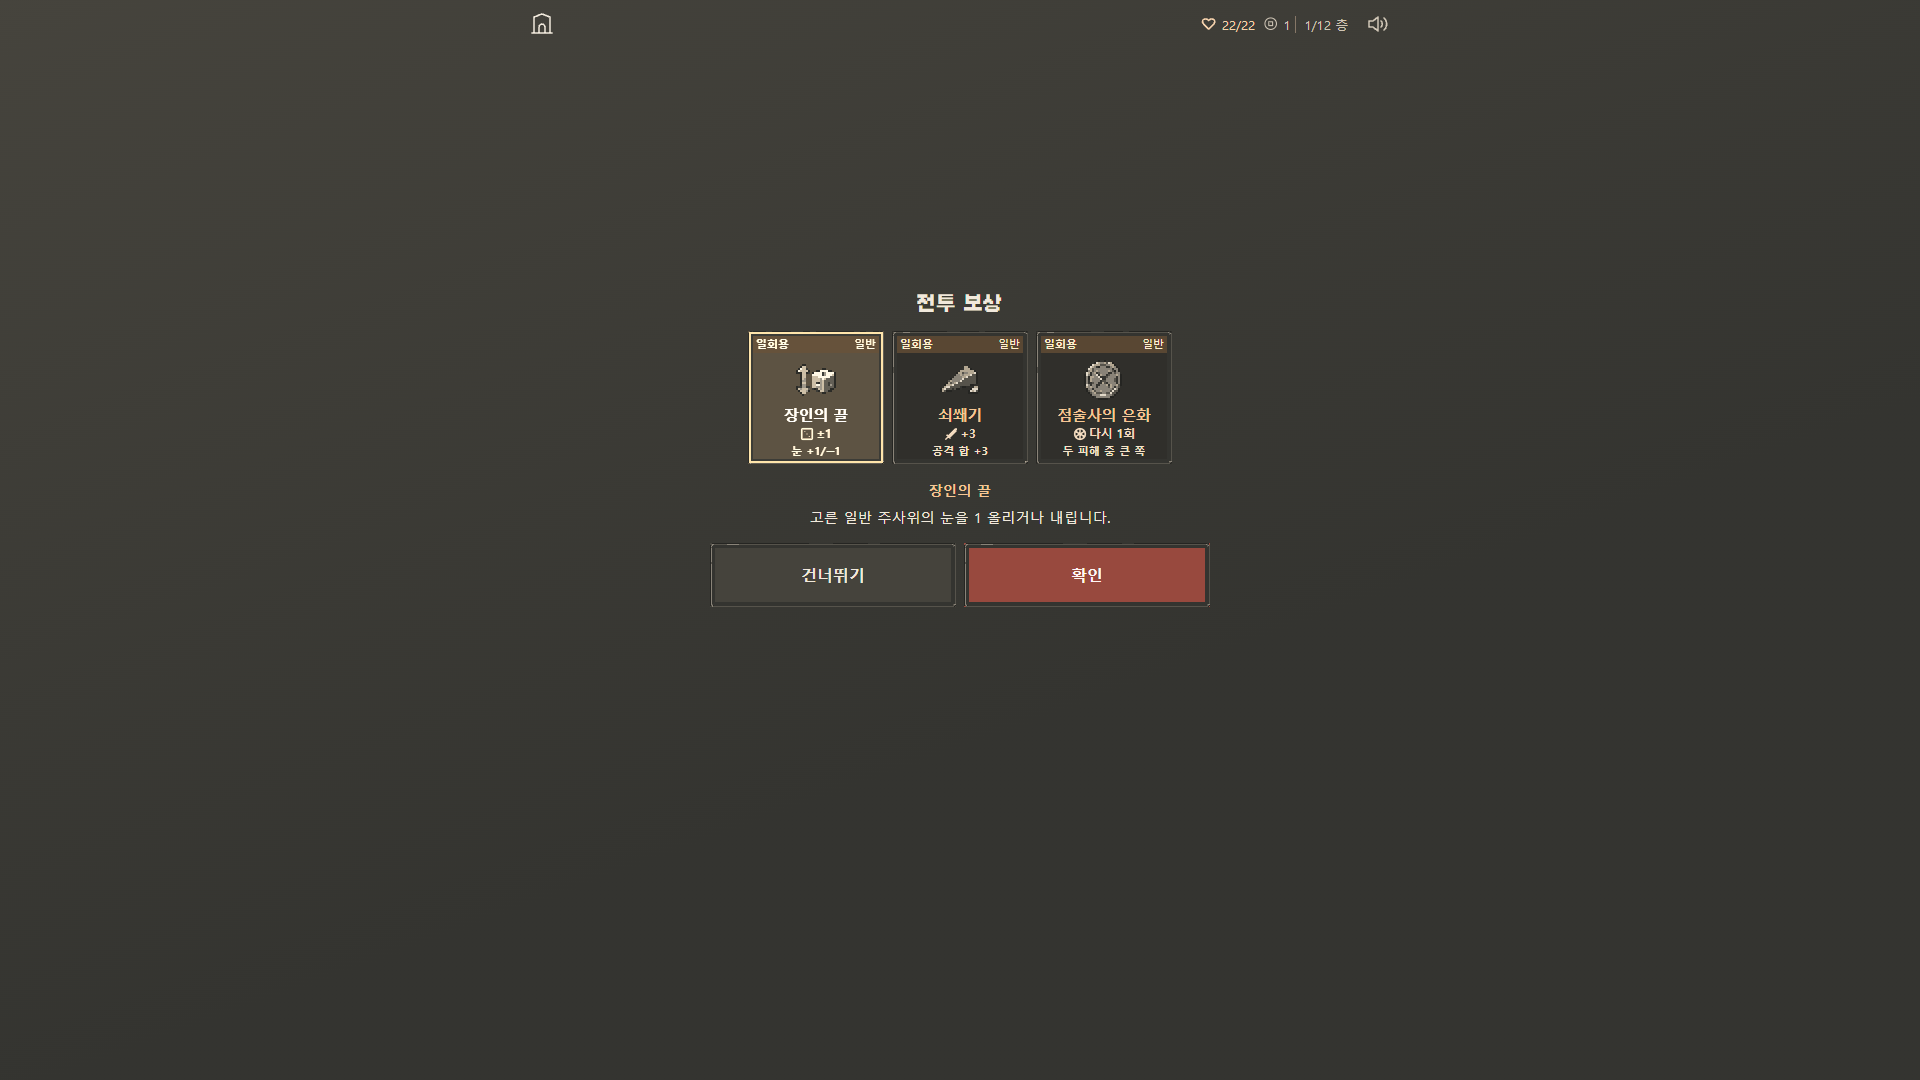 22/22 1 1/12 층
전투 보상
일회용 일반
장인의 끌
±1
눈 +1/−1
일회용 일반
쇠쐐기
+3
공격 합 +3
일회용 일반
점술사의 은화
다시 1회
두 피해 중 큰 쪽
장인의 끌
고른 일반 주사위의 눈을 1 올리거나 내립니다.
건너뛰기 확인